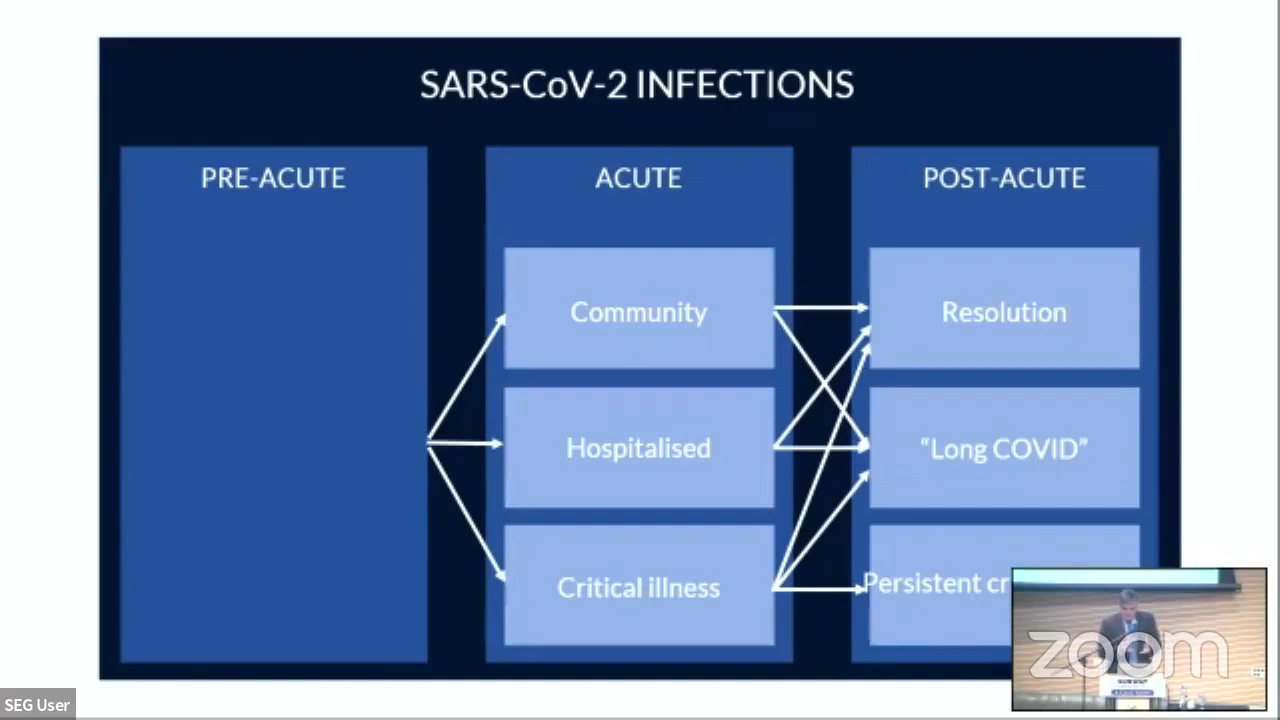 SARS-CoV-2 INFECTIONS
PRE-ACUTE
ACUTE
POST-ACUTE
Community
Resolution
Hospitalised
“Long COVID”
Critical illness
Persistent
zoom
SEG User